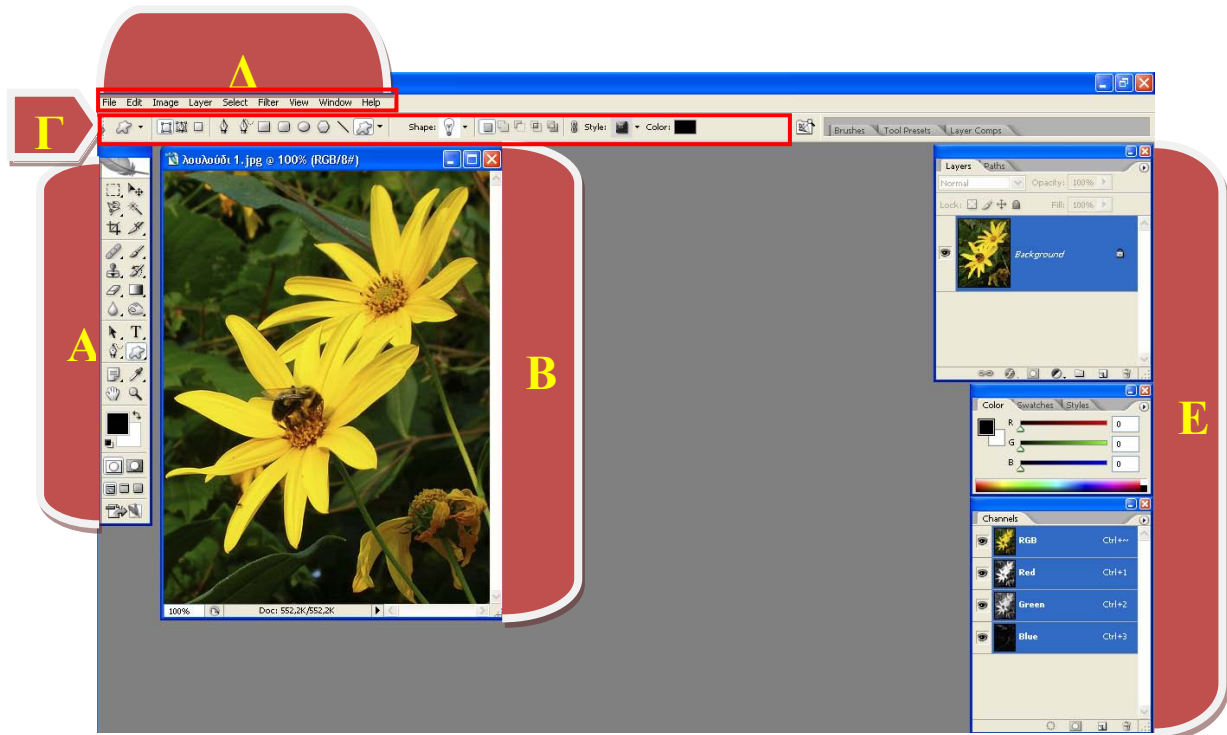 Δ
File Edit Image Layer Select Filter View Window Help
Γ
Shape: Style: Color:
Brushes Tool Presets Layer Comps
Α
λουλούδι 1.jpg @ 100% (RGB/8#)
Β
100% Doc: 552,2K/552,2K
Layers Paths
Normal Opacity: 100%
Lock: Fill: 100%
Background
Ε
Color Swatches Styles
R 0
G 0
B 0
Channels
RGB Ctrl+~
Red Ctrl+1
Green Ctrl+2
Blue Ctrl+3